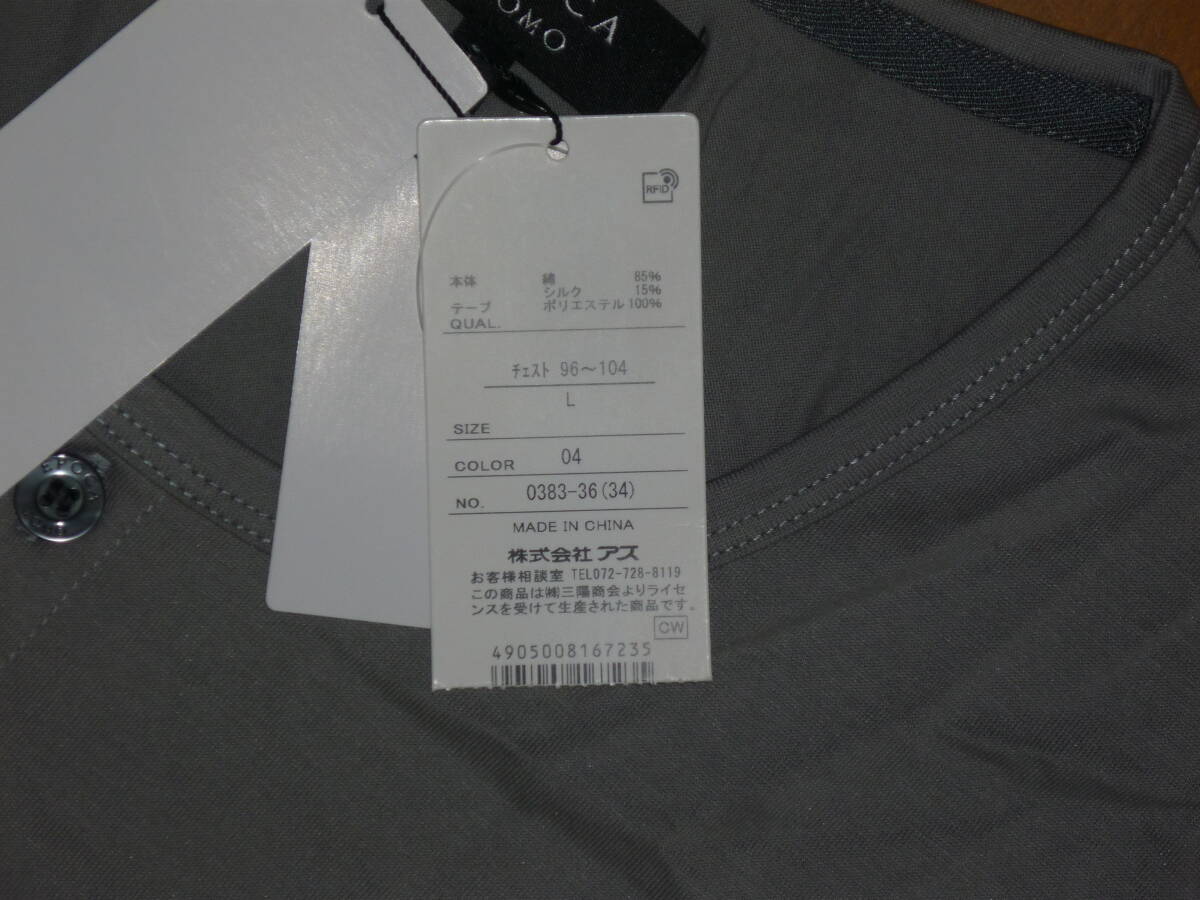 CA
OMO
RFID
本体 綿 85%
シルク 15%
テープ ポリエステル 100%
QUAL.
チェスト 96～104
L
SIZE
COLOR 04
NO. 0383-36(34)
MADE IN CHINA
株式会社 アズ
お客様相談室 TEL072-728-8119
この商品は㈱三陽商会よりライセ
ンスを受けて生産された商品です。
CW
4905008167235
EPOCA